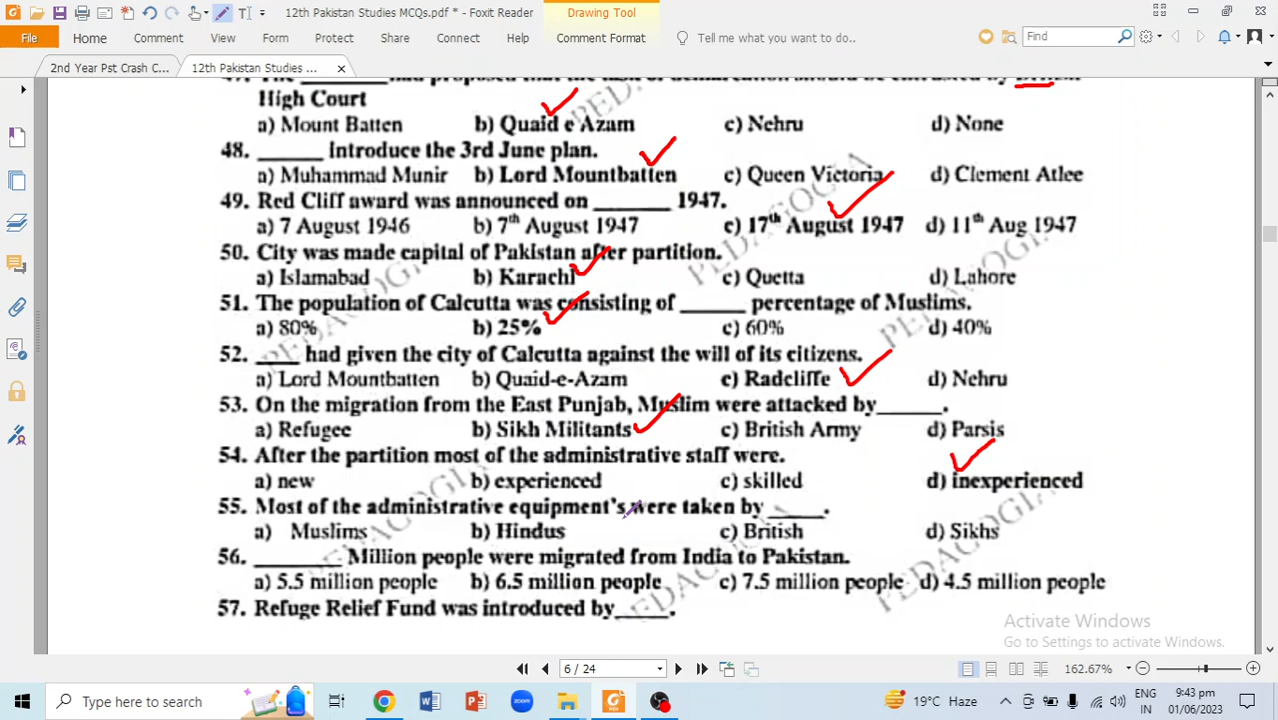 12th Pakistan Studies MCQs.pdf * - Foxit Reader
Drawing Tool
File Home Comment View Form Protect Share Connect Help Comment Format Tell me what you want to do.. Find
2nd Year Pst Crash C... 12th Pakistan Studies ...
High Court
a) Mount Batten b) Quaid e Azam c) Nehru d) None
48. ______ Introduce the 3rd June plan.
a) Muhammad Munir b) Lord Mountbatten c) Queen Victoria d) Clement Atlee
49. Red Cliff award was announced on _______ 1947.
a) 7 August 1946 b) 7th August 1947 c) 17th August 1947 d) 11th Aug 1947
50. City was made capital of Pakistan after partition.
a) Islamabad b) Karachi c) Quetta d) Lahore
51. The population of Calcutta was consisting of ______ percentage of Muslims.
a) 80% b) 25% c) 60% d) 40%
52. ____ had given the city of Calcutta against the will of its citizens.
a) Lord Mountbatten b) Quaid-e-Azam c) Radcliffe d) Nehru
53. On the migration from the East Punjab, Muslim were attacked by______.
a) Refugee b) Sikh Militants c) British Army d) Parsis
54. After the partition most of the administrative staff were.
a) new b) experienced c) skilled d) inexperienced
55. Most of the administrative equipment's were taken by _____.
a) Muslims b) Hindus c) British d) Sikhs
56. ________ Million people were migrated from India to Pakistan.
a) 5.5 million people b) 6.5 million people c) 7.5 million people d) 4.5 million people
57. Refuge Relief Fund was introduced by_____.
PEDAGOGIA
Activate Windows
Go to Settings to activate Windows.
6 / 24 162.67%
Type here to search zoom 19°C Haze ENG 9:43 pm
IN 01/06/2023